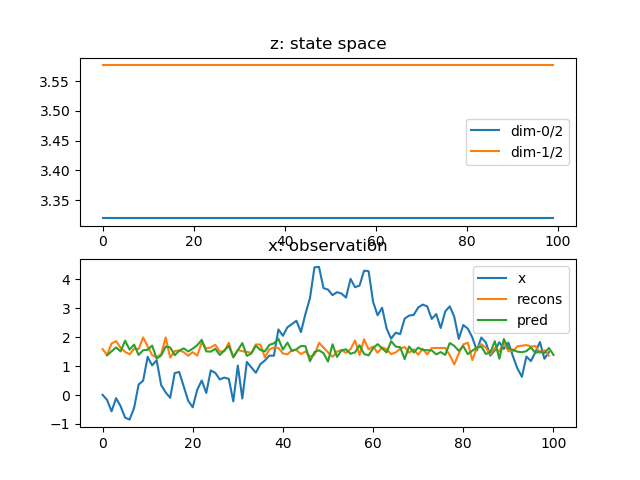 z: state space
3.55
3.50
3.45
3.40
3.35
dim-0/2
dim-1/2
0 20 40 60 80 100
x: observation
4
3
2
1
0
−1
x
recons
pred
0 20 40 60 80 100